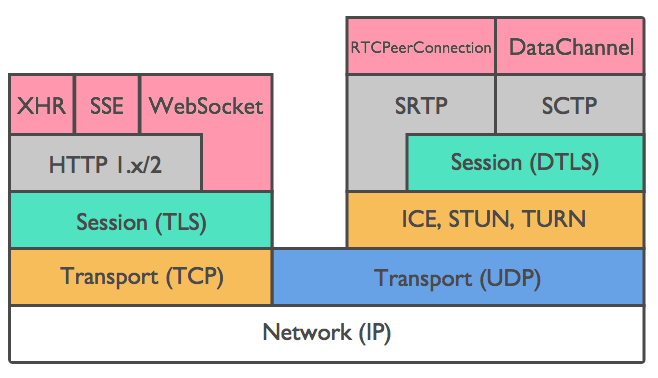 RTCPeerConnection
DataChannel
XHR
SSE
WebSocket
SRTP
SCTP
HTTP 1.x/2
Session (DTLS)
Session (TLS)
ICE, STUN, TURN
Transport (TCP)
Transport (UDP)
Network (IP)